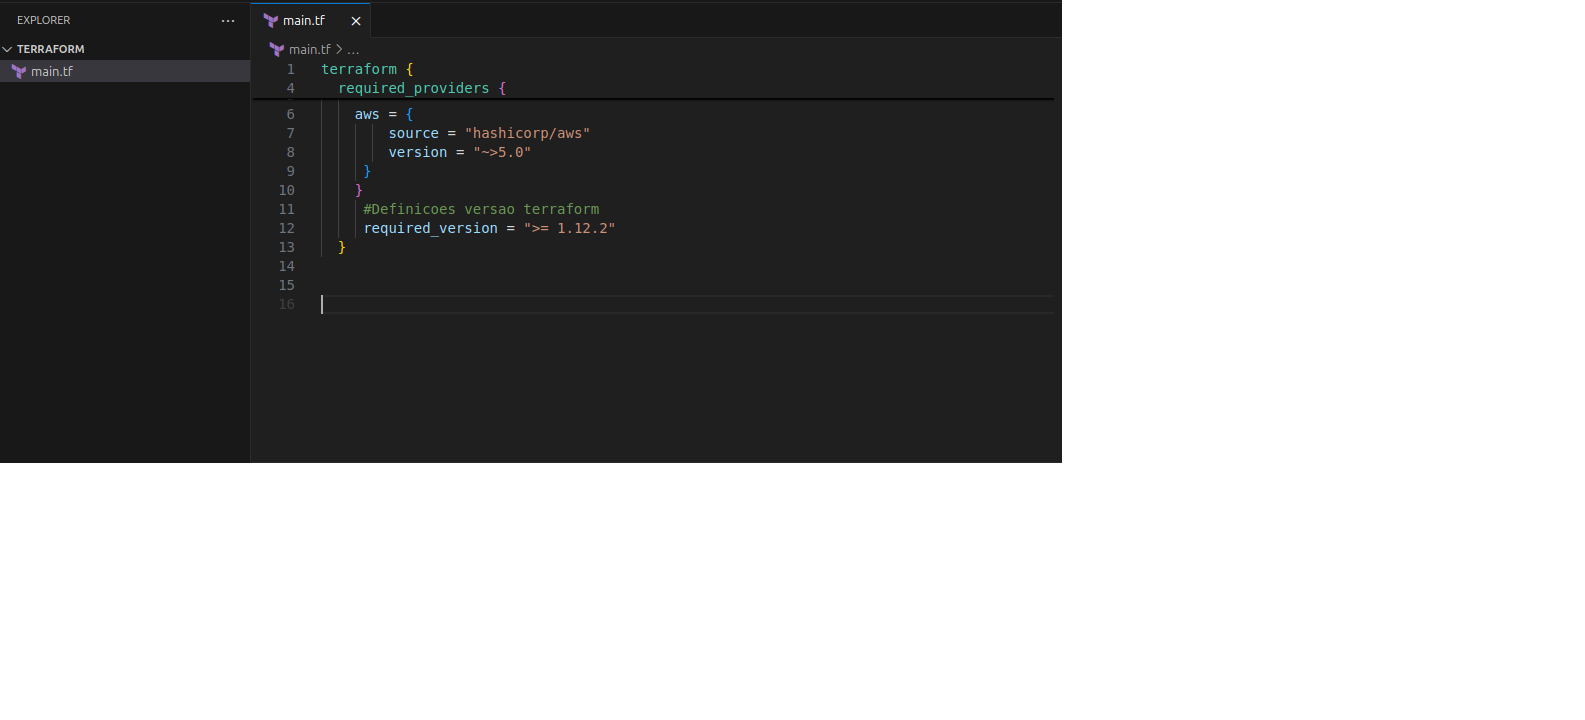 EXPLORER ...
TERRAFORM
main.tf
main.tf
main.tf > ...
1 terraform {
4 required_providers {
6 aws = {
7 source = "hashicorp/aws"
8 version = "~>5.0"
9 }
10 }
11 #Definicoes versao terraform
12 required_version = ">= 1.12.2"
13 }
14
15
16